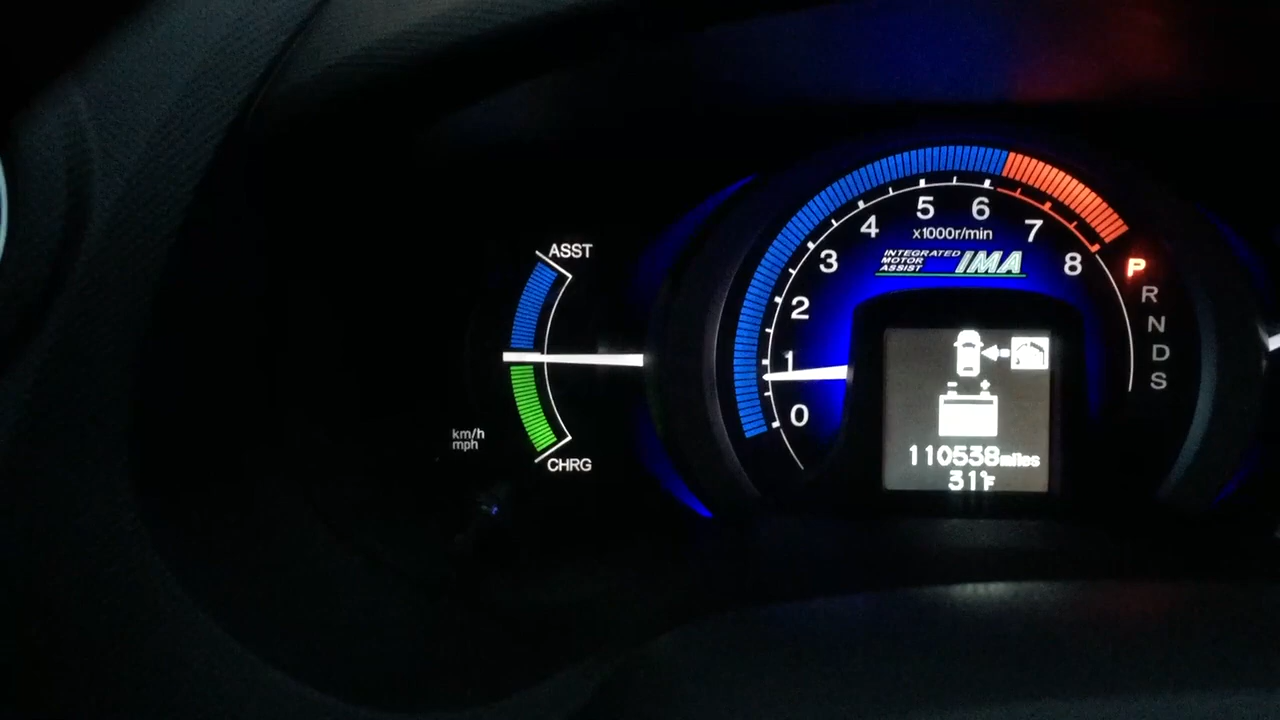 ASST
km/h
mph
CHRG
0
1
2
3
4
5
6
7
8
x1000r/min
INTEGRATED
MOTOR
ASSIST
IMA
P
R
N
D
S
- +
110538miles
31°F